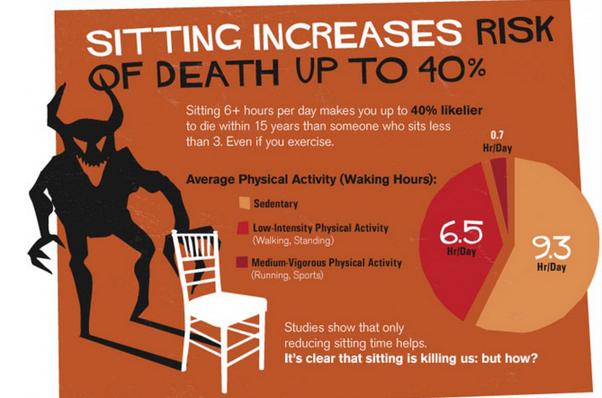 SITTING INCREASES RISK
OF DEATH UP TO 40%
Sitting 6+ hours per day makes you up to 40% likelier
to die within 15 years than someone who sits less
than 3. Even if you exercise.
Average Physical Activity (Waking Hours):
Sedentary
Low-Intensity Physical Activity
(Walking, Standing)
Medium-Vigorous Physical Activity
(Running, Sports)
0.7
Hr/Day
6.5
Hr/Day
9.3
Hr/Day
Studies show that only
reducing sitting time helps.
It's clear that sitting is killing us: but how?